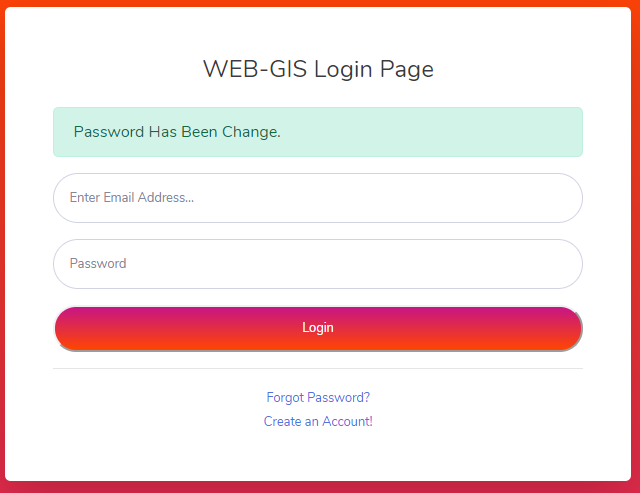 WEB-GIS Login Page
Password Has Been Change.
Enter Email Address...
Password
Login
Forgot Password?
Create an Account!